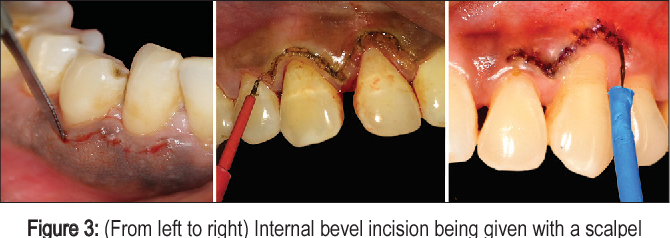 Figure 3: (From left to right) Internal bevel incision being given with a scalpel